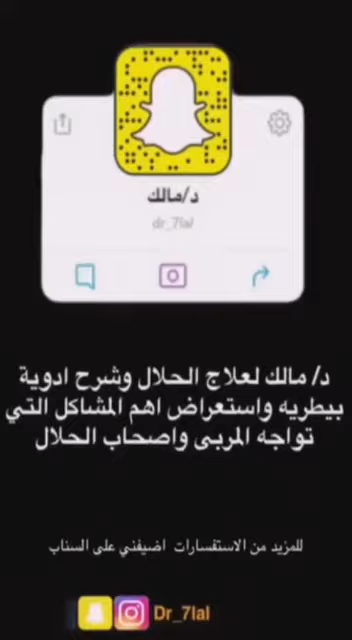 د/مالك
dr_7lal
د/ مالك لعلاج الحلال وشرح ادوية
بيطريه واستعراض اهم المشاكل التي
تواجه المربى واصحاب الحلال
للمزيد من الاستفسارات اضيفني على السناب
Dr_7lal